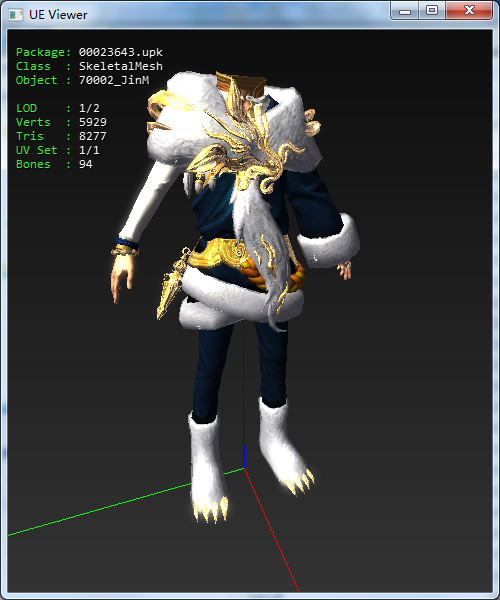 UE Viewer
Package: 00023643.upk
Class  : SkeletalMesh
Object : 70002_JinM
LOD    : 1/2
Verts  : 5929
Tris   : 8277
UV Set : 1/1
Bones  : 94